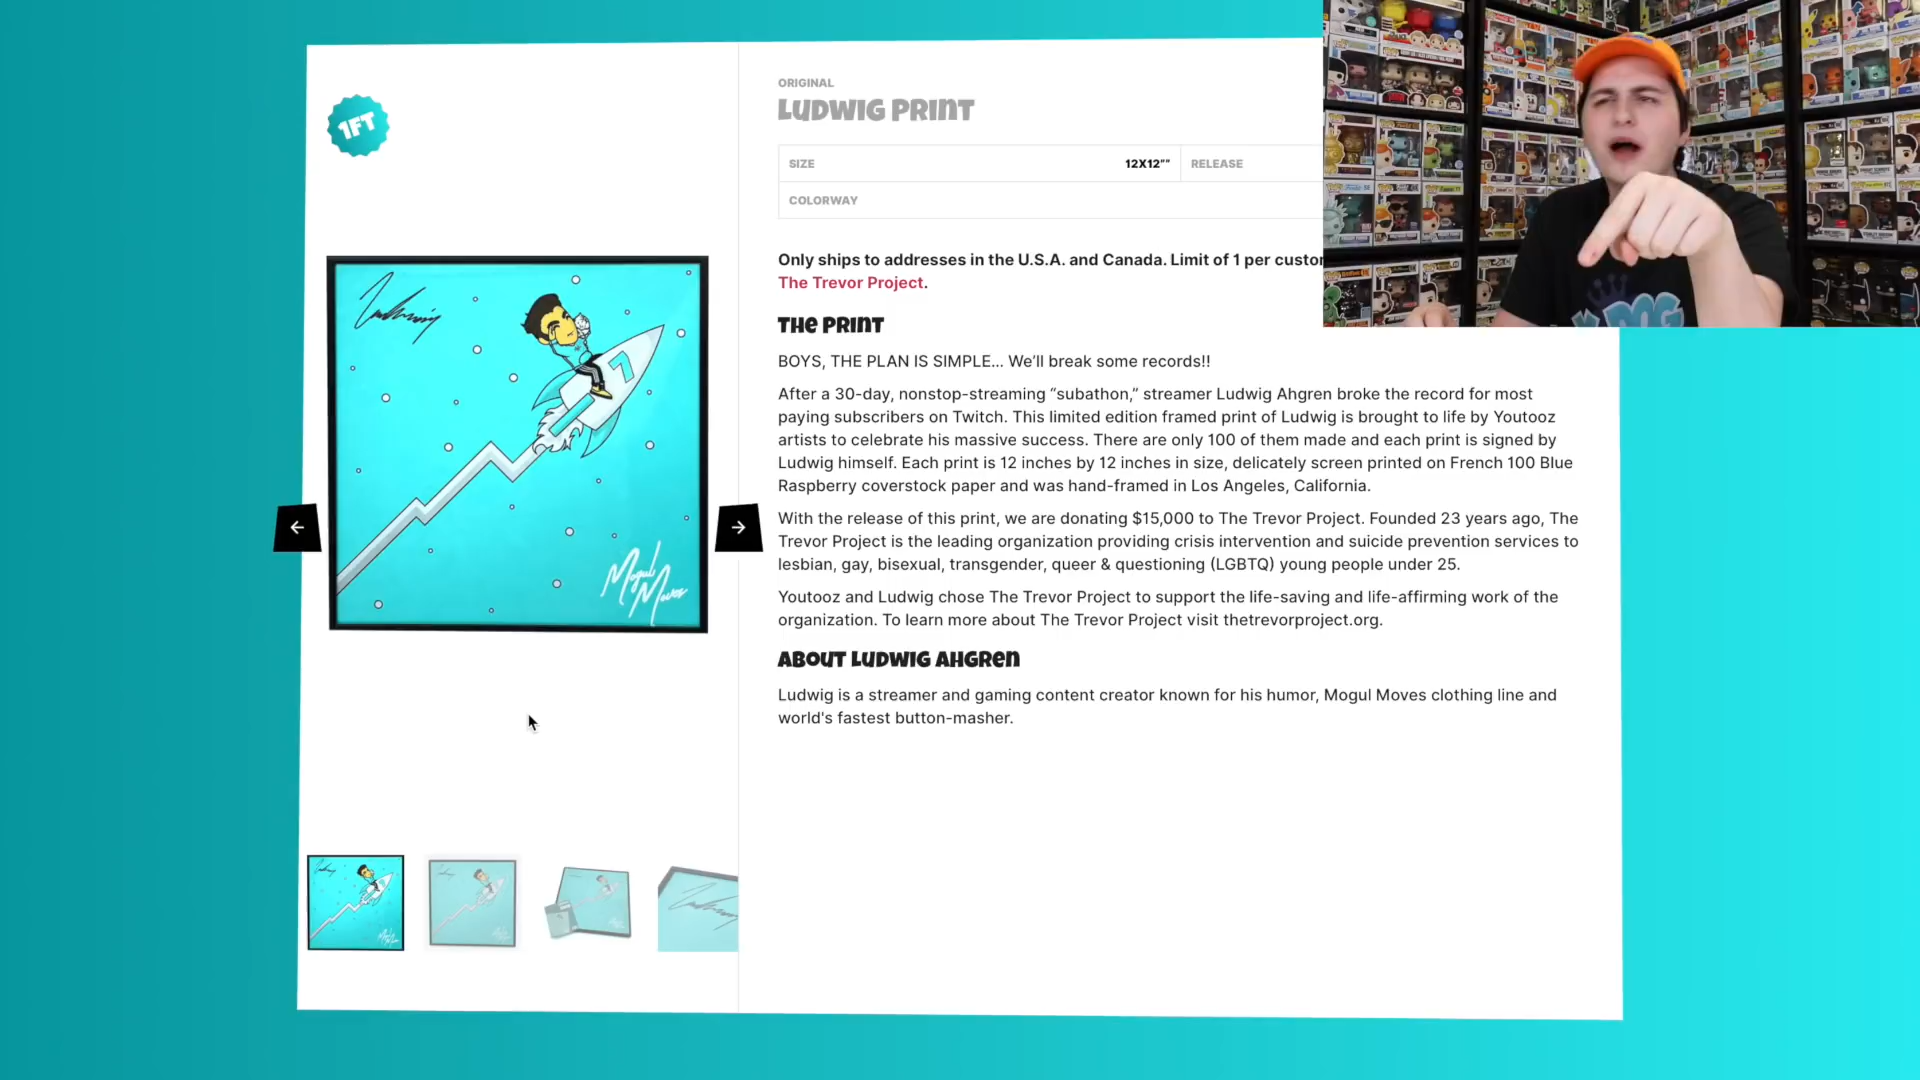 1FT
ORIGINAL
LUDWIG PRINT
SIZE
12X12""
RELEASE
COLORWAY
Only ships to addresses in the U.S.A. and Canada. Limit of 1 per
The Trevor Project.
THE PRINT
BOYS, THE PLAN IS SIMPLE... We’ll break some records!!
After a 30-day, nonstop-streaming “subathon,” streamer Ludwig Ahgren broke the record for most
paying subscribers on Twitch. This limited edition framed print of Ludwig is brought to life by Youtooz
artists to celebrate his massive success. There are only 100 of them made and each print is signed by
Ludwig himself. Each print is 12 inches by 12 inches in size, delicately screen printed on French 100 Blue
Raspberry coverstock paper and was hand-framed in Los Angeles, California.
With the release of this print, we are donating $15,000 to The Trevor Project. Founded 23 years ago, The
Trevor Project is the leading organization providing crisis intervention and suicide prevention services to
lesbian, gay, bisexual, transgender, queer & questioning (LGBTQ) young people under 25.
Youtooz and Ludwig chose The Trevor Project to support the life-saving and life-affirming work of the
organization. To learn more about The Trevor Project visit thetrevorproject.org.
ABOUT LUDWIG AHGREN
Ludwig is a streamer and gaming content creator known for his humor, Mogul Moves clothing line and
world's fastest button-masher.
Ludwig
7
Mogul
Moves
DOG